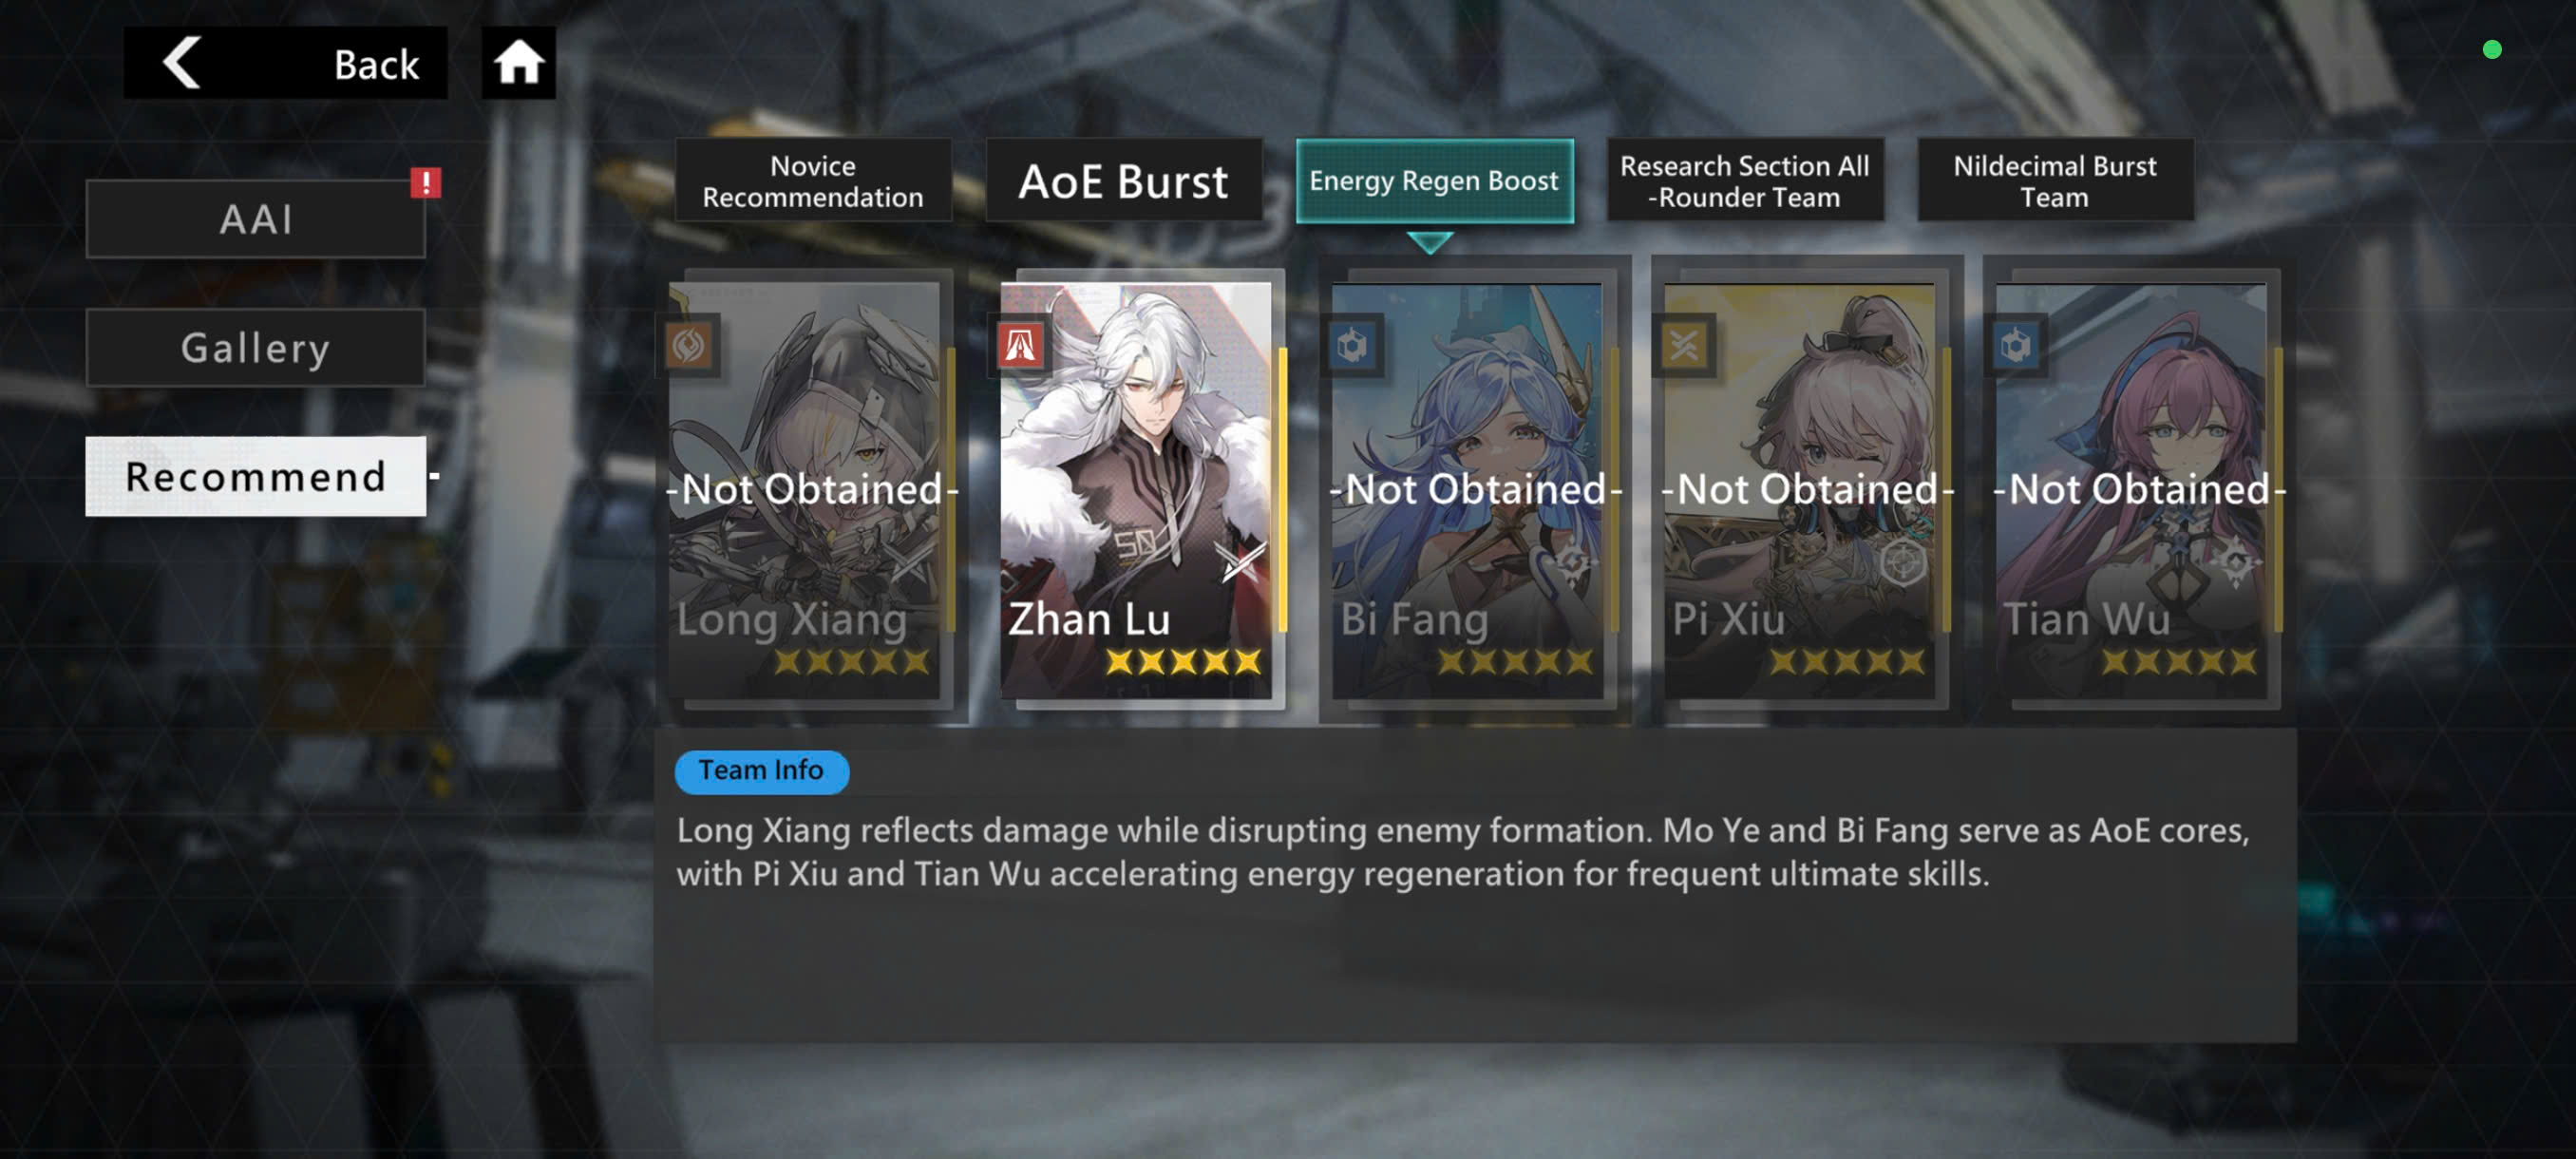 Back
AAI
!
Gallery
Recommend
Novice
Recommendation
AoE Burst
Energy Regen Boost
Research Section All
-Rounder Team
Nildecimal Burst
Team
-Not Obtained-
Long Xiang
Zhan Lu
-Not Obtained-
Bi Fang
-Not Obtained-
Pi Xiu
-Not Obtained-
Tian Wu
Team Info
Long Xiang reflects damage while disrupting enemy formation. Mo Ye and Bi Fang serve as AoE cores,
with Pi Xiu and Tian Wu accelerating energy regeneration for frequent ultimate skills.